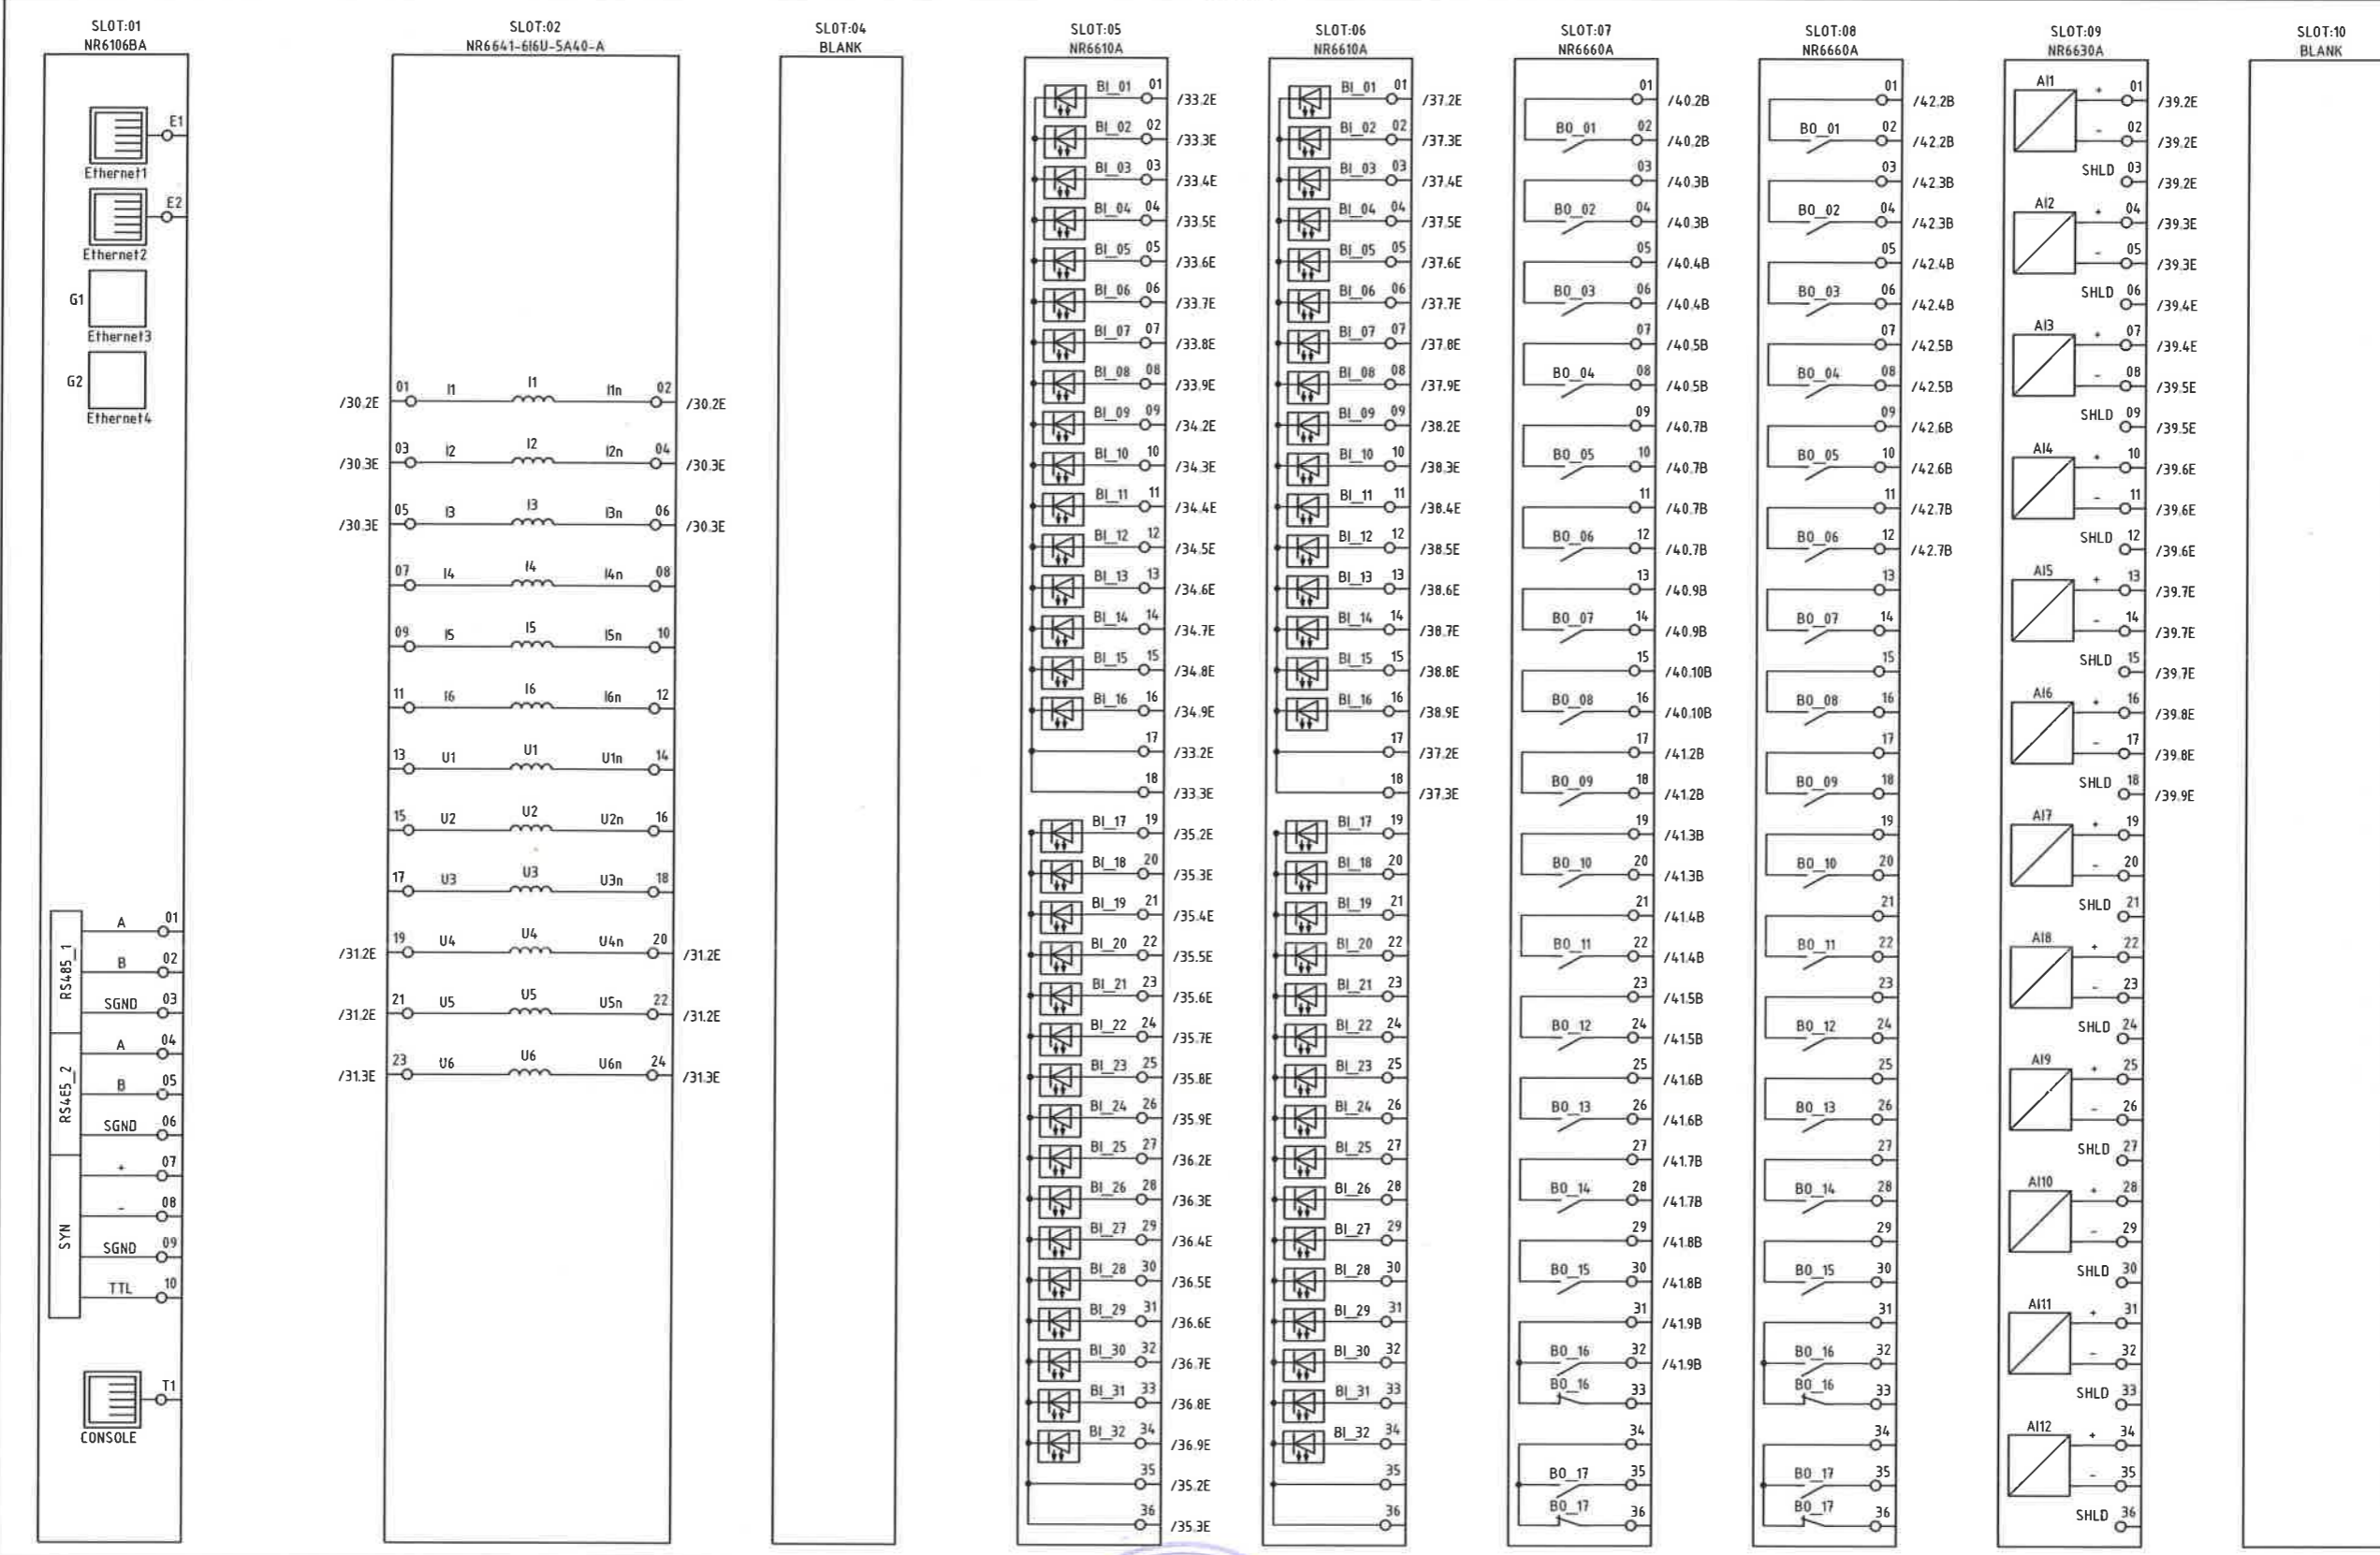 SLOT:01
NR6106BA
E1
Ethernet1
E2
Ethernet2
G1
Ethernet3
G2
Ethernet4
RS485_1
A 01
B 02
SGND 03
RS4E5_2
A 04
B 05
SGND 06
SYN
+ 07
- 08
SGND 09
TTL 10
T1
CONSOLE
SLOT:02
NR6641-6I6U-5A40-A
/30.2E 01 I1 I1 I1n 02 /30.2E
/30.3E 03 I2 I2 I2n 04 /30.3E
/30.3E 05 I3 I3 I3n 06 /30.3E
07 I4 I4 I4n 08
09 I5 I5 I5n 10
11 I6 I6 I6n 12
13 U1 U1 U1n 14
15 U2 U2 U2n 16
17 U3 U3 U3n 18
/31.2E 19 U4 U4 U4n 20 /31.2E
/31.2E 21 U5 U5 U5n 22 /31.2E
/31.3E 23 U6 U6 U6n 24 /31.3E
SLOT:04
BLANK
SLOT:05
NR6610A
BI_01 01 /33.2E
BI_02 02 /33.3E
BI_03 03 /33.4E
BI_04 04 /33.5E
BI_05 05 /33.6E
BI_06 06 /33.7E
BI_07 07 /33.8E
BI_08 08 /33.9E
BI_09 09 /34.2E
BI_10 10 /34.3E
BI_11 11 /34.4E
BI_12 12 /34.5E
BI_13 13 /34.6E
BI_14 14 /34.7E
BI_15 15 /34.8E
BI_16 16 /34.9E
17 /33.2E
18 /33.3E
BI_17 19 /35.2E
BI_18 20 /35.3E
BI_19 21 /35.4E
BI_20 22 /35.5E
BI_21 23 /35.6E
BI_22 24 /35.7E
BI_23 25 /35.8E
BI_24 26 /35.9E
BI_25 27 /36.2E
BI_26 28 /36.3E
BI_27 29 /36.4E
BI_28 30 /36.5E
BI_29 31 /36.6E
BI_30 32 /36.7E
BI_31 33 /36.8E
BI_32 34 /36.9E
35 /35.2E
36 /35.3E
SLOT:06
NR6610A
BI_01 01 /37.2E
BI_02 02 /37.3E
BI_03 03 /37.4E
BI_04 04 /37.5E
BI_05 05 /37.6E
BI_06 06 /37.7E
BI_07 07 /37.8E
BI_08 08 /37.9E
BI_09 09 /38.2E
BI_10 10 /38.3E
BI_11 11 /38.4E
BI_12 12 /38.5E
BI_13 13 /38.6E
BI_14 14 /38.7E
BI_15 15 /38.8E
BI_16 16 /38.9E
17 /37.2E
18 /37.3E
BI_17 19
BI_18 20
BI_19 21
BI_20 22
BI_21 23
BI_22 24
BI_23 25
BI_24 26
BI_25 27
BI_26 28
BI_27 29
BI_28 30
BI_29 31
BI_30 32
BI_31 33
BI_32 34
35
36
SLOT:07
NR6660A
01 /40.2B
BO_01 02 /40.2B
03 /40.3B
BO_02 04 /40.3B
05 /40.4B
BO_03 06 /40.4B
07 /40.5B
BO_04 08 /40.5B
09 /40.7B
BO_05 10 /40.7B
11 /40.7B
BO_06 12 /40.7B
13 /40.9B
BO_07 14 /40.9B
15 /40.10B
BO_08 16 /40.10B
17 /41.2B
BO_09 18 /41.2B
19 /41.3B
BO_10 20 /41.3B
21 /41.4B
BO_11 22 /41.4B
23 /41.5B
BO_12 24 /41.5B
25 /41.6B
BO_13 26 /41.6B
27 /41.7B
BO_14 28 /41.7B
29 /41.8B
BO_15 30 /41.8B
31 /41.9B
BO_16 32 /41.9B
BO_16 33
34
BO_17 35
BO_17 36
SLOT:08
NR6660A
01 /42.2B
BO_01 02 /42.2B
03 /42.3B
BO_02 04 /42.3B
05 /42.4B
BO_03 06 /42.4B
07 /42.5B
BO_04 08 /42.5B
09 /42.6B
BO_05 10 /42.6B
11 /42.7B
BO_06 12 /42.7B
13
BO_07 14
15
BO_08 16
17
BO_09 18
19
BO_10 20
21
BO_11 22
23
BO_12 24
25
BO_13 26
27
BO_14 28
29
BO_15 30
31
BO_16 32
BO_16 33
34
BO_17 35
BO_17 36
SLOT:09
NR6630A
AI1 + 01 /39.2E
- 02 /39.2E
SHLD 03 /39.2E
AI2 + 04 /39.3E
- 05 /39.3E
SHLD 06 /39.4E
AI3 + 07 /39.4E
- 08 /39.5E
SHLD 09 /39.5E
AI4 + 10 /39.6E
- 11 /39.6E
SHLD 12 /39.6E
AI5 + 13 /39.7E
- 14 /39.7E
SHLD 15 /39.7E
AI6 + 16 /39.8E
- 17 /39.8E
SHLD 18 /39.9E
AI7 + 19
- 20
SHLD 21
AI8 + 22
- 23
SHLD 24
AI9 + 25
- 26
SHLD 27
AI10 + 28
- 29
SHLD 30
AI11 + 31
- 32
SHLD 33
AI12 + 34
- 35
SHLD 36
SLOT:10
BLANK